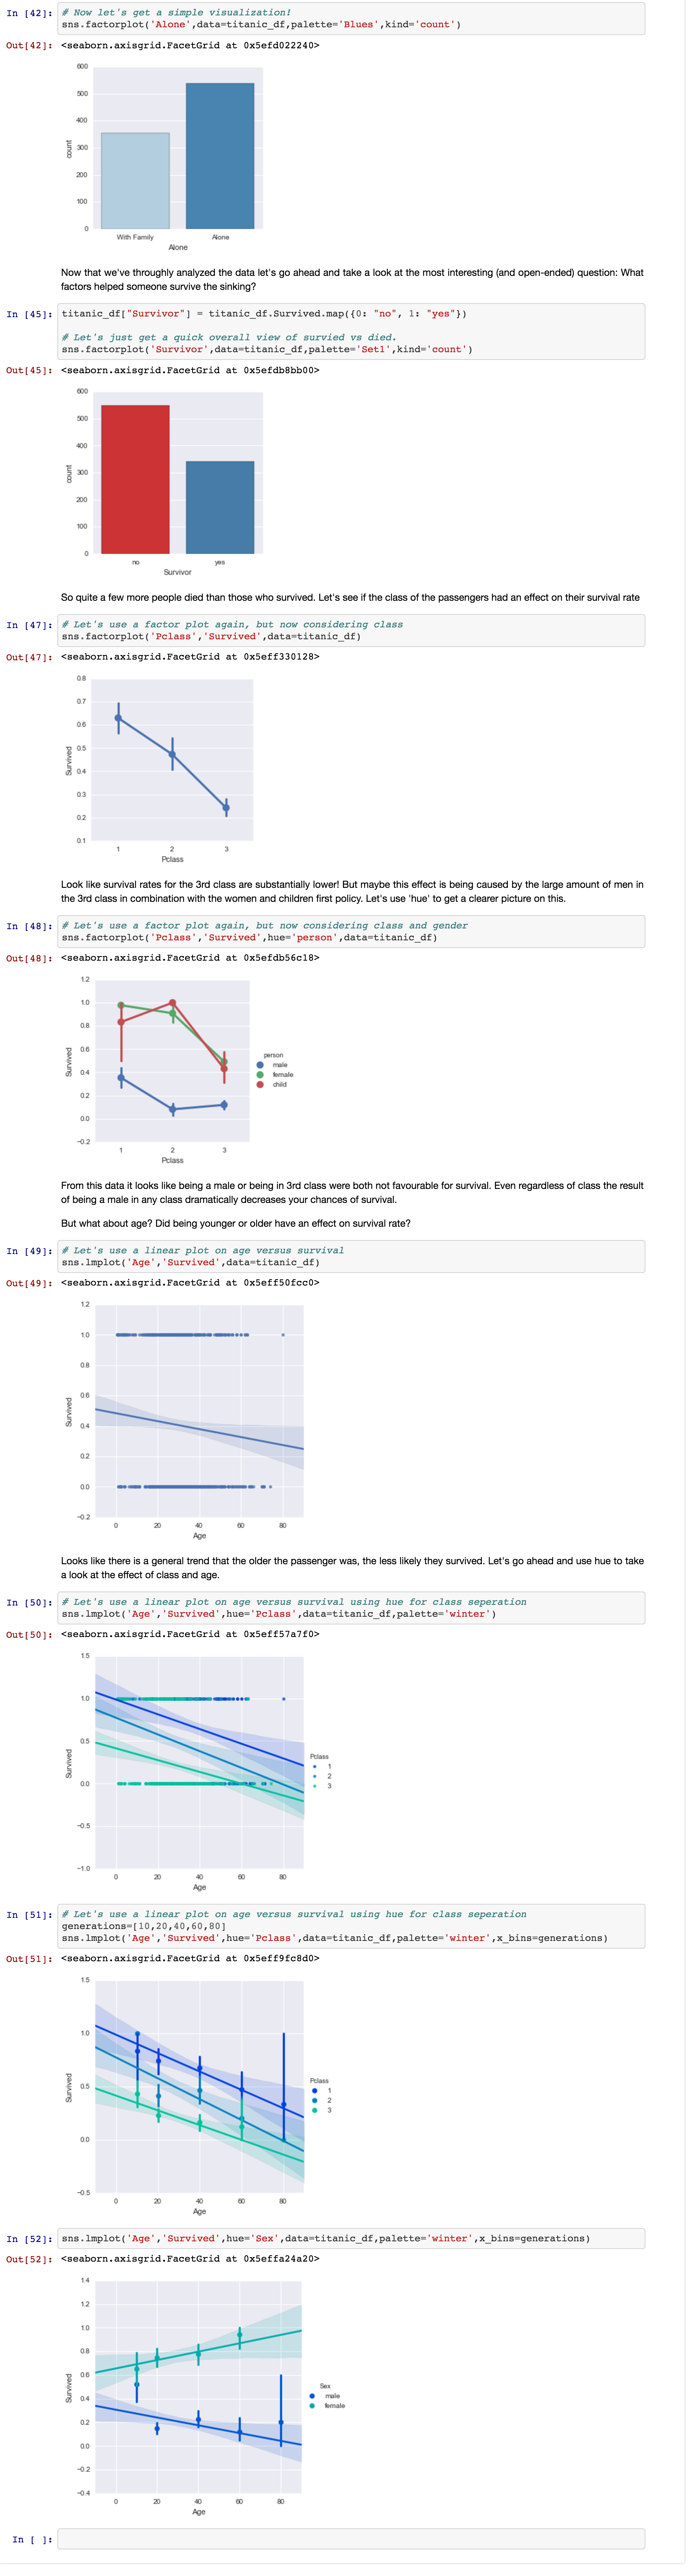 In [42]: # Now let's get a simple visualization!
sns.factorplot('Alone',data=titanic_df,palette='Blues',kind='count')
Out[42]: <seaborn.axisgrid.FacetGrid at 0x5efd022240>
600
500
400
300
200
100
0
count
With Family Alone
Alone
Now that we've throughly analyzed the data let's go ahead and take a look at the most interesting (and open-ended) question: What
factors helped someone survive the sinking?
In [45]: titanic_df["Survivor"] = titanic_df.Survived.map({0: "no", 1: "yes"})
# Let's just get a quick overall view of survied vs died.
sns.factorplot('Survivor',data=titanic_df,palette='Set1',kind='count')
Out[45]: <seaborn.axisgrid.FacetGrid at 0x5efdb8bb00>
600
500
400
300
200
100
0
count
no yes
Survivor
So quite a few more people died than those who survived. Let's see if the class of the passengers had an effect on their survival rate
In [47]: # Let's use a factor plot again, but now considering class
sns.factorplot('Pclass','Survived',data=titanic_df)
Out[47]: <seaborn.axisgrid.FacetGrid at 0x5eff330128>
0.8
0.7
0.6
0.5
0.4
0.3
0.2
0.1
Survived
1 2 3
Pclass
Look like survival rates for the 3rd class are substantially lower! But maybe this effect is being caused by the large amount of men in
the 3rd class in combination with the women and children first policy. Let's use 'hue' to get a clearer picture on this.
In [48]: # Let's use a factor plot again, but now considering class and gender
sns.factorplot('Pclass','Survived',hue='person',data=titanic_df)
Out[48]: <seaborn.axisgrid.FacetGrid at 0x5efdb56c18>
1.2
1.0
0.8
0.6
0.4
0.2
0.0
−0.2
Survived
1 2 3
Pclass
person
male
female
child
From this data it looks like being a male or being in 3rd class were both not favourable for survival. Even regardless of class the result
of being a male in any class dramatically decreases your chances of survival.
But what about age? Did being younger or older have an effect on survival rate?
In [49]: # Let's use a linear plot on age versus survival
sns.lmplot('Age','Survived',data=titanic_df)
Out[49]: <seaborn.axisgrid.FacetGrid at 0x5eff50fcc0>
1.2
1.0
0.8
0.6
0.4
0.2
0.0
−0.2
Survived
0 20 40 60 80
Age
Looks like there is a general trend that the older the passenger was, the less likely they survived. Let's go ahead and use hue to take
a look at the effect of class and age.
In [50]: # Let's use a linear plot on age versus survival using hue for class seperation
sns.lmplot('Age','Survived',hue='Pclass',data=titanic_df,palette='winter')
Out[50]: <seaborn.axisgrid.FacetGrid at 0x5eff57a7f0>
1.5
1.0
0.5
0.0
−0.5
−1.0
Survived
0 20 40 60 80
Age
Pclass
1
2
3
In [51]: # Let's use a linear plot on age versus survival using hue for class seperation
generations=[10,20,40,60,80]
sns.lmplot('Age','Survived',hue='Pclass',data=titanic_df,palette='winter',x_bins=generations)
Out[51]: <seaborn.axisgrid.FacetGrid at 0x5eff9fc8d0>
1.5
1.0
0.5
0.0
−0.5
Survived
0 20 40 60 80
Age
Pclass
1
2
3
In [52]: sns.lmplot('Age','Survived',hue='Sex',data=titanic_df,palette='winter',x_bins=generations)
Out[52]: <seaborn.axisgrid.FacetGrid at 0x5effa24a20>
1.4
1.2
1.0
0.8
0.6
0.4
0.2
0.0
−0.2
−0.4
Survived
0 20 40 60 80
Age
Sex
male
female
In [ ]: